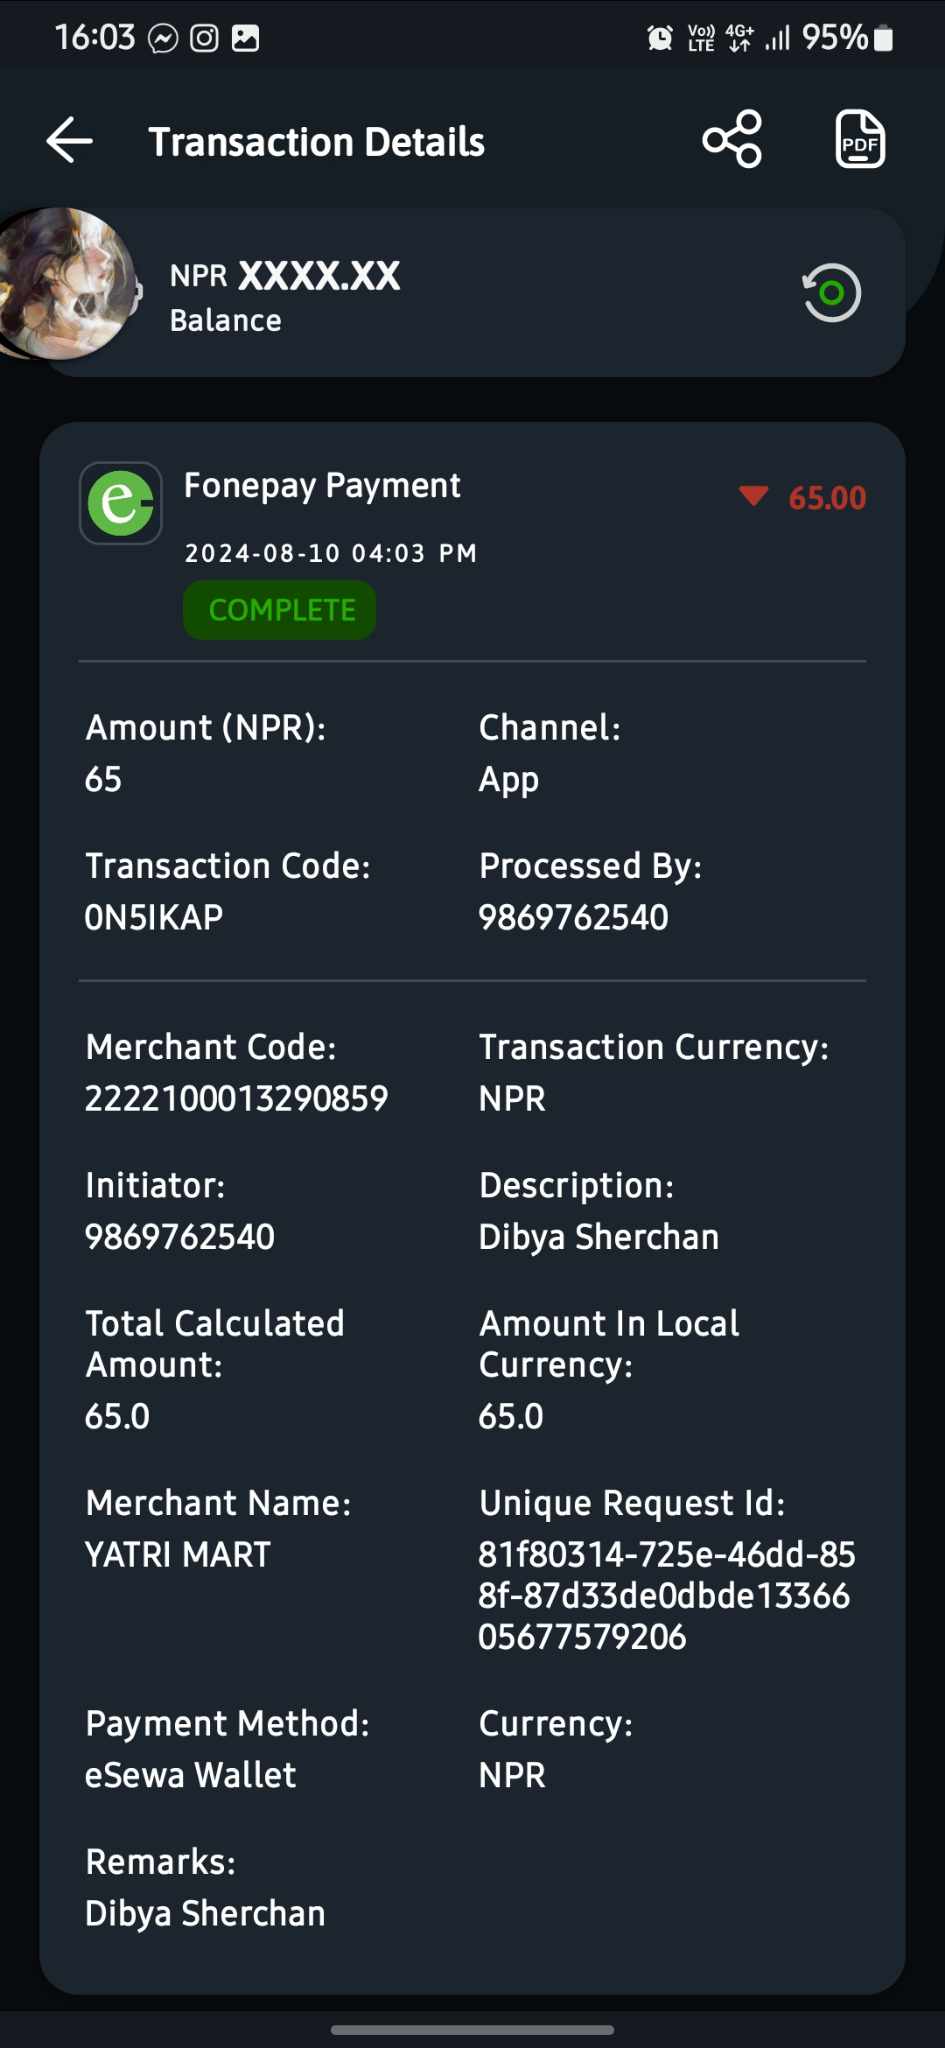 16:03 Vo)) LTE 4G+ 95%
Transaction Details PDF
NPR XXXX.XX
Balance
e
Fonepay Payment
65.00
2024-08-10 04:03 PM
COMPLETE
Amount (NPR): Channel:
65 App
Transaction Code: Processed By:
0N5IKAP 9869762540
Merchant Code: Transaction Currency:
2222100013290859 NPR
Initiator: Description:
9869762540 Dibya Sherchan
Total Calculated
Amount:
65.0
Amount In Local
Currency:
65.0
Merchant Name:
YATRI MART
Unique Request Id:
81f80314-725e-46dd-85
8f-87d33de0dbde13366
05677579206
Payment Method: Currency:
eSewa Wallet NPR
Remarks:
Dibya Sherchan